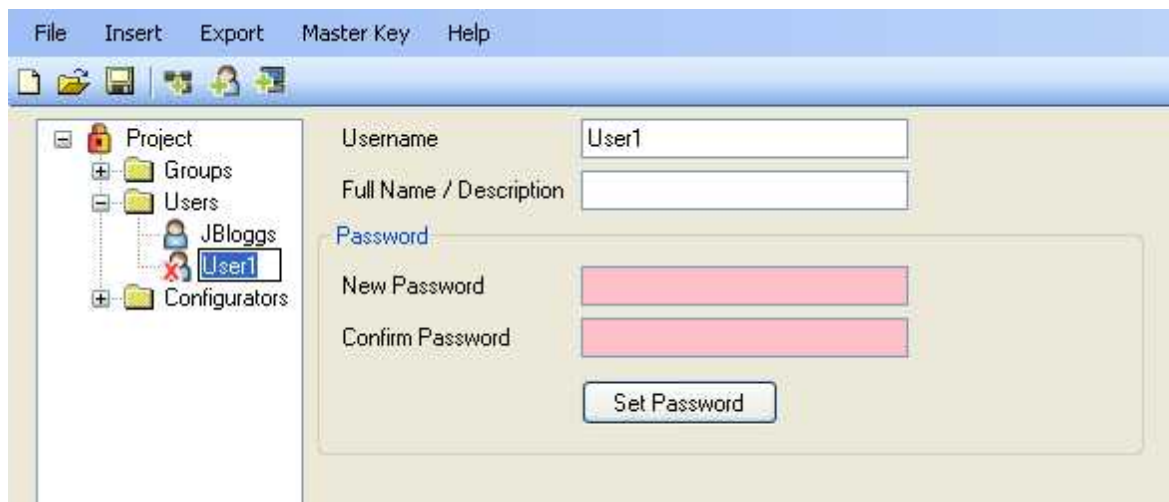 File Insert Export Master Key Help
Project
Groups
Users
JBloggs
User1
Configurators
Username User1
Full Name / Description
Password
New Password
Confirm Password
Set Password